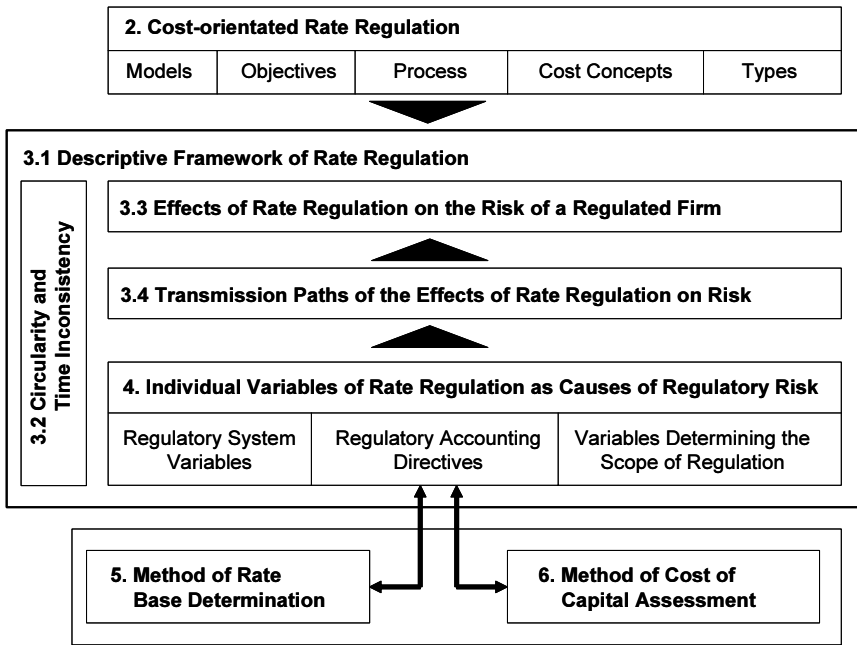 2. Cost-orientated Rate Regulation
Models
Objectives
Process
Cost Concepts
Types
3.1 Descriptive Framework of Rate Regulation
3.2 Circularity and
Time Inconsistency
3.3 Effects of Rate Regulation on the Risk of a Regulated Firm
3.4 Transmission Paths of the Effects of Rate Regulation on Risk
4. Individual Variables of Rate Regulation as Causes of Regulatory Risk
Regulatory System
Variables
Regulatory Accounting
Directives
Variables Determining the
Scope of Regulation
5. Method of Rate
Base Determination
6. Method of Cost of
Capital Assessment